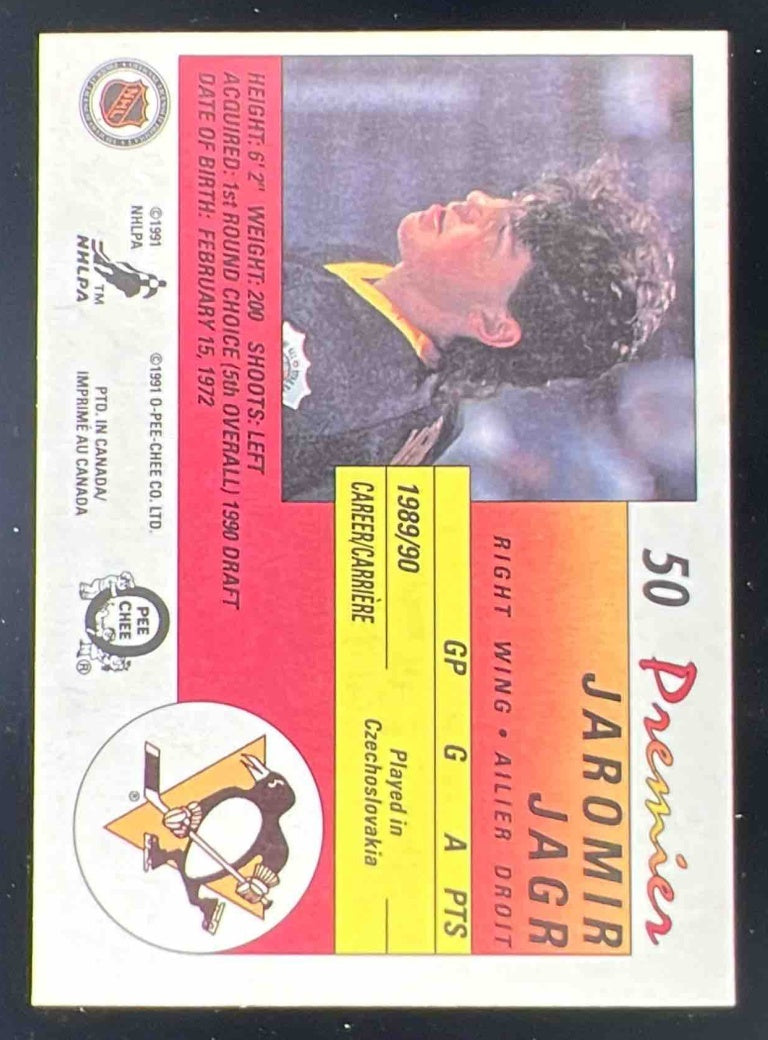 50 Premier
JAROMIR
JAGR
RIGHT WING • AILIER DROIT
GP G A PTS
1989/90 Played in
CAREER/CARRIÈRE Czechoslovakia
HEIGHT: 6' 2" WEIGHT: 200 SHOOTS: LEFT
ACQUIRED: 1st ROUND CHOICE (5th OVERALL) 1990 DRAFT
DATE OF BIRTH: FEBRUARY 15, 1972
NHL
©1991
NHLPA
TM
NHLPA
©1991 O-PEE-CHEE CO. LTD.
PTD. IN CANADA/
IMPRIMÉ AU CANADA
O
PEE
CHEE
®
®